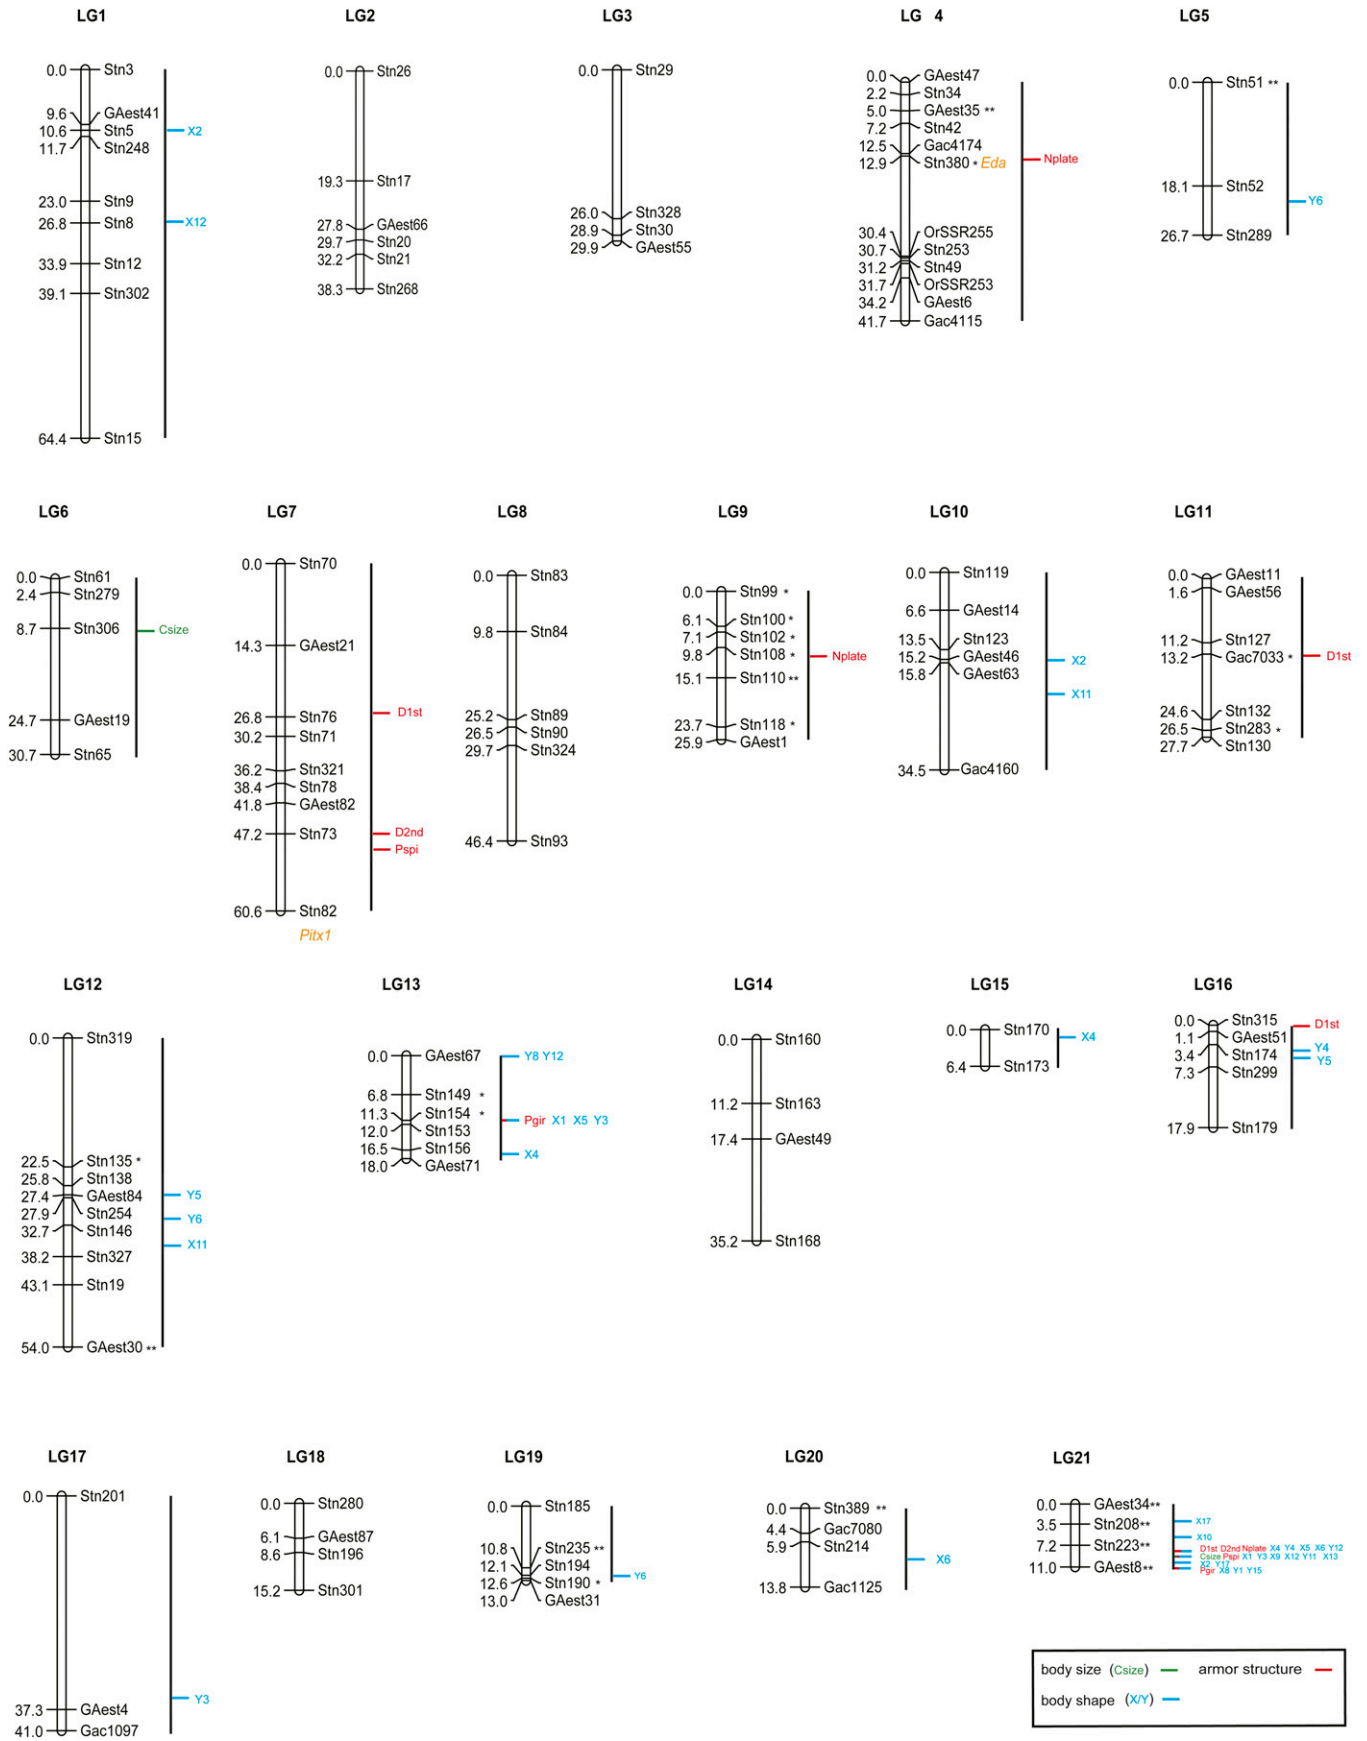 LG1
0.0 Stn3
9.6 GAest41
10.6 Stn5
11.7 Stn248
23.0 Stn9
26.8 Stn8
33.9 Stn12
39.1 Stn302
64.4 Stn15
X2
X12
LG2
0.0 Stn26
19.3 Stn17
27.8 GAest66
29.7 Stn20
32.2 Stn21
38.3 Stn268
LG3
0.0 Stn29
26.0 Stn328
28.9 Stn30
29.9 GAest55
LG 4
0.0 GAest47
2.2 Stn34
5.0 GAest35 **
7.2 Stn42
12.5 Gac4174
12.9 Stn380 * Eda
30.4 OrSSR255
30.7 Stn253
31.2 Stn49
31.7 OrSSR253
34.2 GAest6
41.7 Gac4115
Nplate
LG5
0.0 Stn51 **
18.1 Stn52
26.7 Stn289
Y6
LG6
0.0 Stn61
2.4 Stn279
8.7 Stn306
24.7 GAest19
30.7 Stn65
Csize
LG7
0.0 Stn70
14.3 GAest21
26.8 Stn76
30.2 Stn71
36.2 Stn321
38.4 Stn78
41.8 GAest82
47.2 Stn73
60.6 Stn82
Pitx1
D1st
D2nd
Pspi
LG8
0.0 Stn83
9.8 Stn84
25.2 Stn89
26.5 Stn90
29.7 Stn324
46.4 Stn93
LG9
0.0 Stn99 *
6.1 Stn100 *
7.1 Stn102 *
9.8 Stn108 *
15.1 Stn110 **
23.7 Stn118 *
25.9 GAest1
Nplate
LG10
0.0 Stn119
6.6 GAest14
13.5 Stn123
15.2 GAest46
15.8 GAest63
34.5 Gac4160
X2
X11
LG11
0.0 GAest11
1.6 GAest56
11.2 Stn127
13.2 Gac7033 *
24.6 Stn132
26.5 Stn283 *
27.7 Stn130
D1st
LG12
0.0 Stn319
22.5 Stn135 *
25.8 Stn138
27.4 GAest84
27.9 Stn254
32.7 Stn146
38.2 Stn327
43.1 Stn19
54.0 GAest30 **
Y5
Y6
X11
LG13
0.0 GAest67
6.8 Stn149 *
11.3 Stn154 *
12.0 Stn153
16.5 Stn156
18.0 GAest71
Y8 Y12
Pgir X1 X5 Y3
X4
LG14
0.0 Stn160
11.2 Stn163
17.4 GAest49
35.2 Stn168
LG15
0.0 Stn170
6.4 Stn173
X4
LG16
0.0 Stn315
1.1 GAest51
3.4 Stn174
7.3 Stn299
17.9 Stn179
D1st
Y4
Y5
LG17
0.0 Stn201
37.3 GAest4
41.0 Gac1097
Y3
LG18
0.0 Stn280
6.1 GAest87
8.6 Stn196
15.2 Stn301
LG19
0.0 Stn185
10.8 Stn235 **
12.1 Stn194
12.6 Stn190 *
13.0 GAest31
Y6
LG20
0.0 Stn389 **
4.4 Gac7080
5.9 Stn214
13.8 Gac1125
X6
LG21
0.0 GAest34**
3.5 Stn208**
7.2 Stn223**
11.0 GAest8**
X17
X10
D1st D2nd Nplate X4 Y4 X5 X6 Y12
Csize Pspi X1 Y3 X9 X12 Y11 X13
X2 Y17
Pgir X8 Y1 Y15
body size (Csize) armor structure
body shape (X/Y)